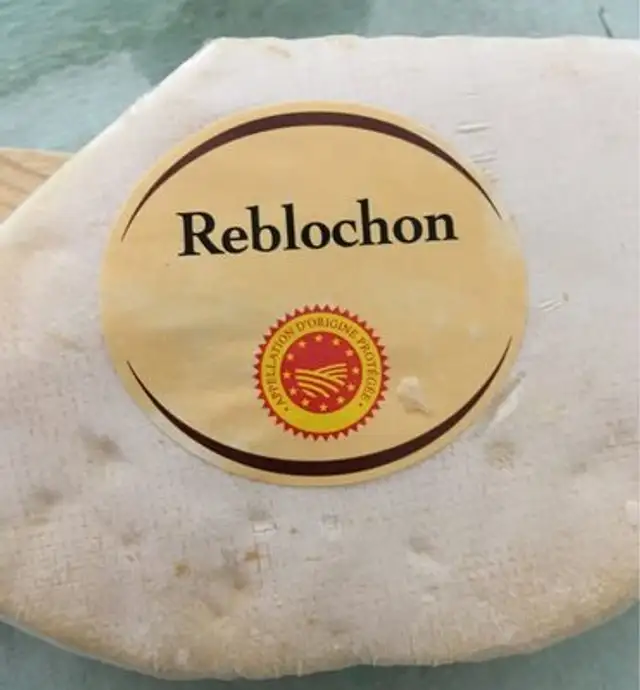 Reblochon
• APPELLATION D'ORIGINE PROTÉGÉE •